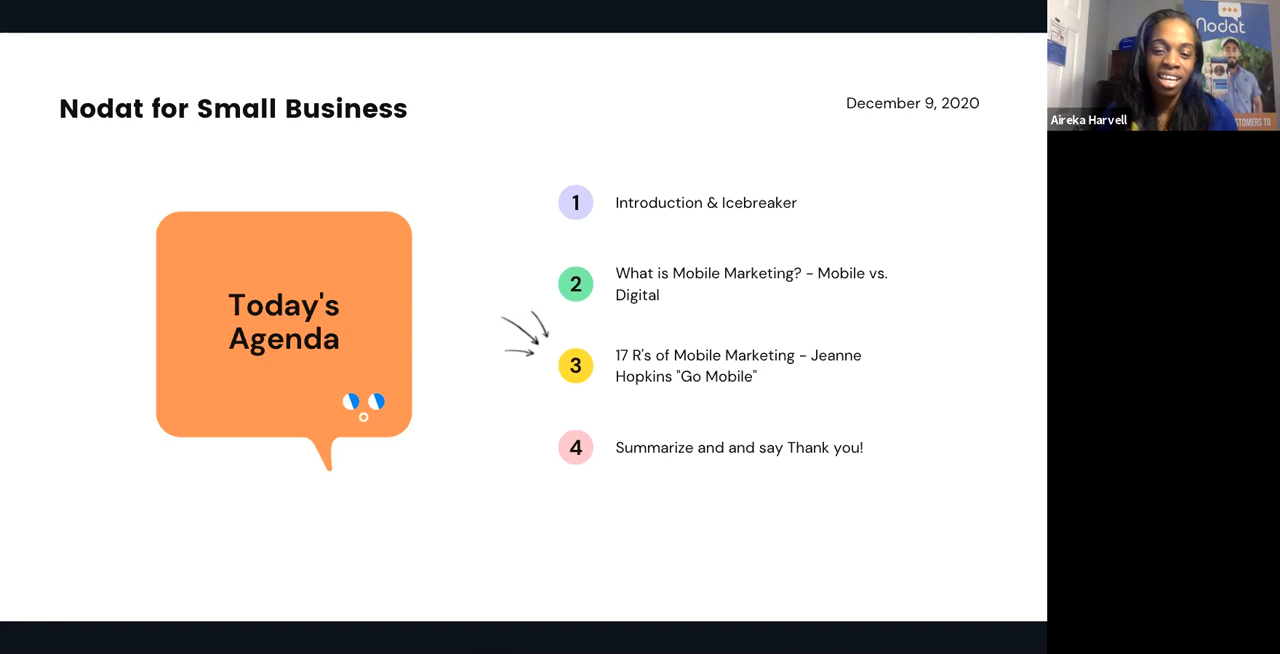 Nodat for Small Business
December 9, 2020
Today's
Agenda
1
Introduction & Icebreaker
2
What is Mobile Marketing? - Mobile vs.
Digital
3
17 R's of Mobile Marketing - Jeanne
Hopkins "Go Mobile"
4
Summarize and and say Thank you!
Nodat
Aireka Harvell